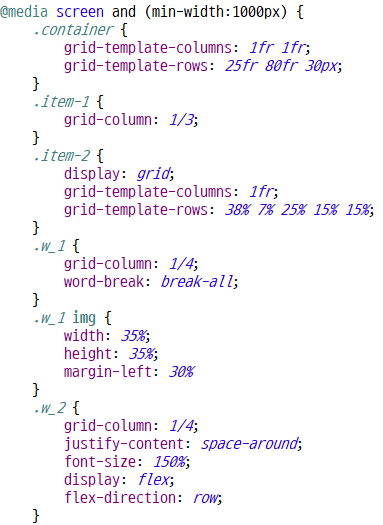 @media screen and (min-width:1000px) {
    .container {
        grid-template-columns: 1fr 1fr;
        grid-template-rows: 25fr 80fr 30px;
    }
    .item-1 {
        grid-column: 1/3;
    }
    .item-2 {
        display: grid;
        grid-template-columns: 1fr;
        grid-template-rows: 38% 7% 25% 15% 15%;
    }
    .w_1 {
        grid-column: 1/4;
        word-break: break-all;
    }
    .w_1 img {
        width: 35%;
        height: 35%;
        margin-left: 30%
    }
    .w_2 {
        grid-column: 1/4;
        justify-content: space-around;
        font-size: 150%;
        display: flex;
        flex-direction: row;
    }